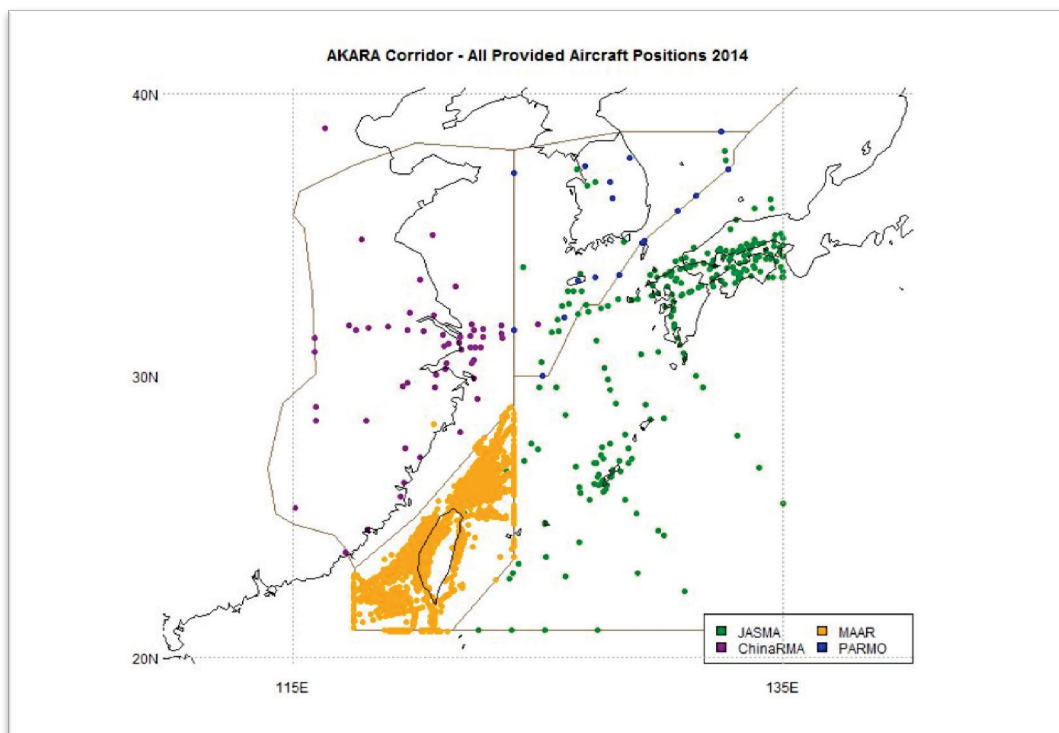 AKARA Corridor - All Provided Aircraft Positions 2014
40N
30N
20N
115E
135E
JASMA
MAAR
ChinaRMA
PARMO